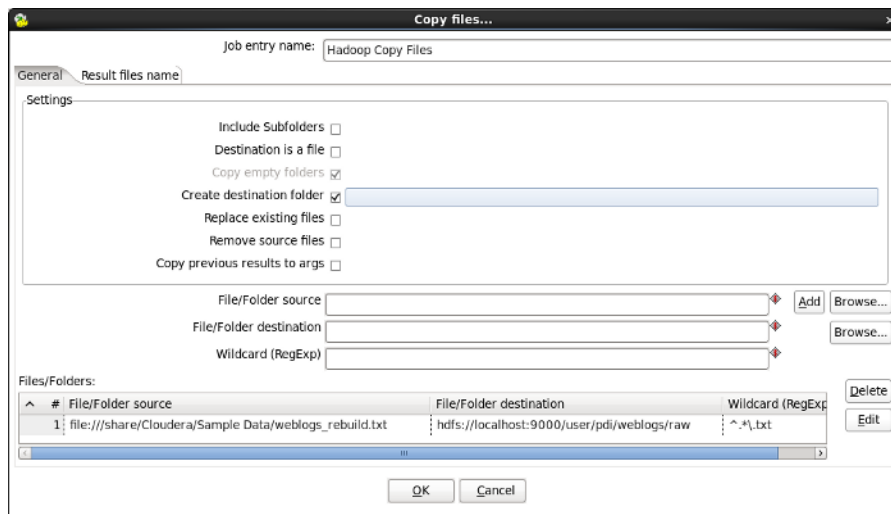 Copy files...
Job entry name: Hadoop Copy Files
General Result files name
Settings
Include Subfolders
Destination is a file
Copy empty folders
Create destination folder
Replace existing files
Remove source files
Copy previous results to args
File/Folder source Add Browse...
File/Folder destination Browse...
Wildcard (RegExp)
Files/Folders:
Delete
# File/Folder source File/Folder destination Wildcard (RegExp
1 file:///share/Cloudera/Sample Data/weblogs_rebuild.txt hdfs://localhost:9000/user/pdi/weblogs/raw ^.*\.txt
Edit
OK Cancel